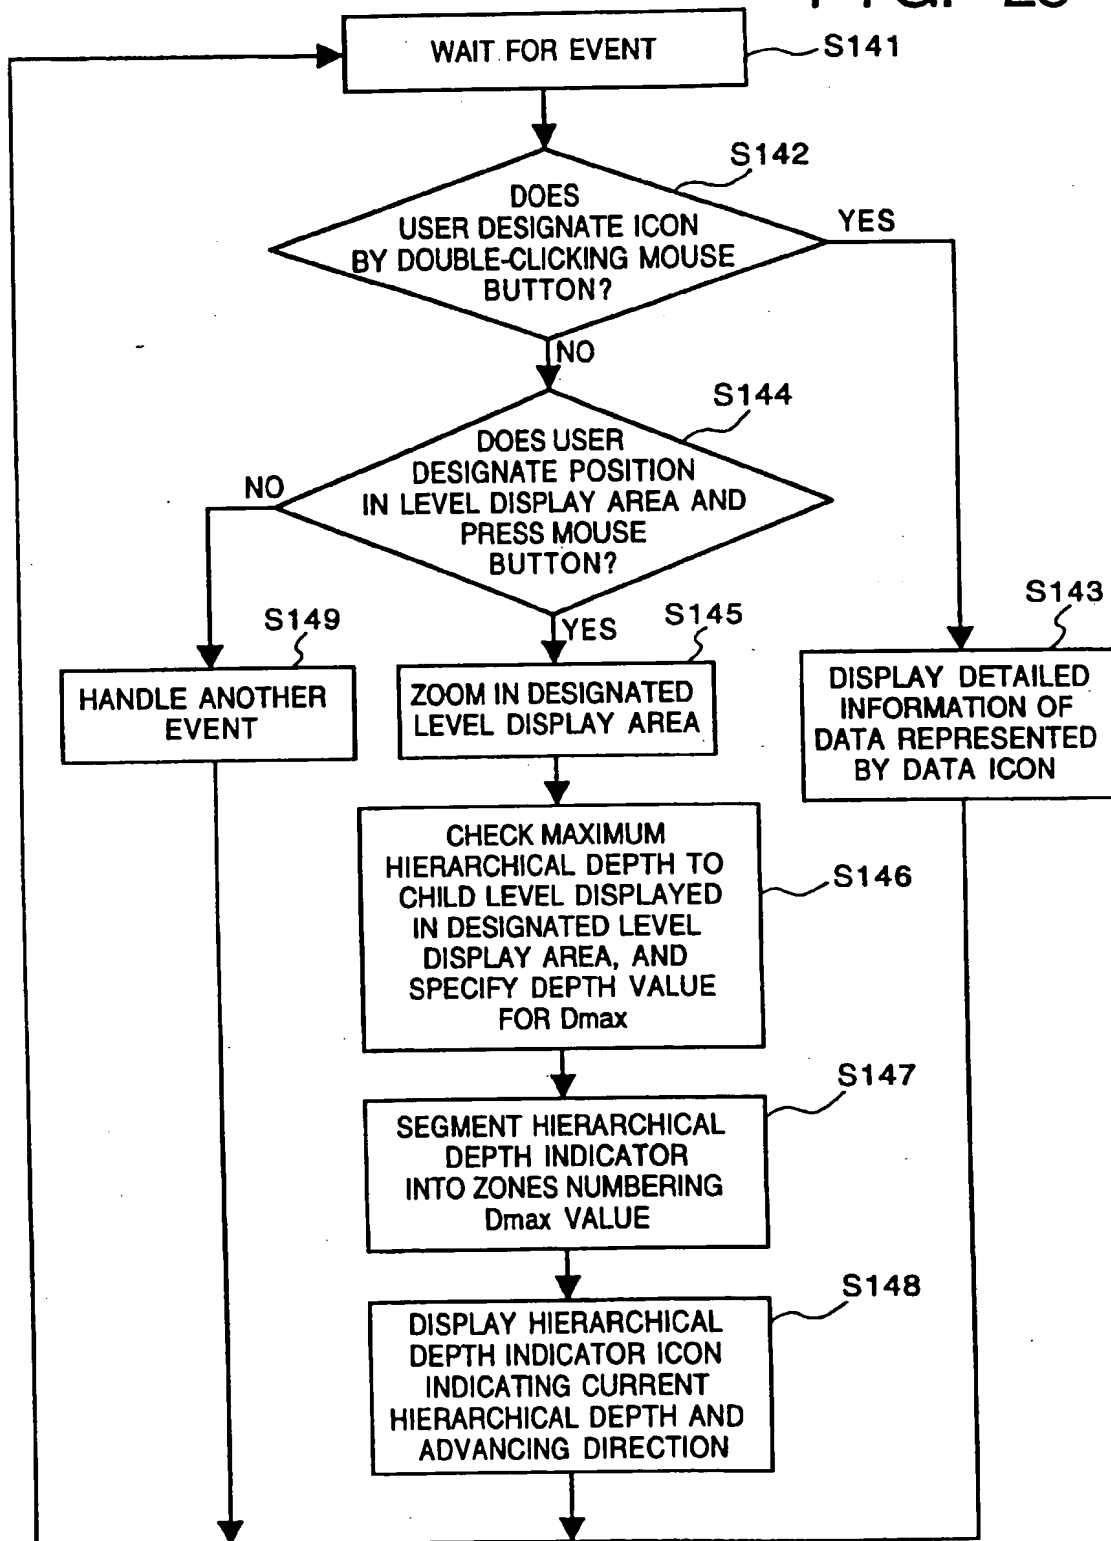 WAIT FOR EVENT
S141
S142
DOES
USER DESIGNATE ICON
BY DOUBLE-CLICKING MOUSE
BUTTON?
YES
NO
S144
DOES USER
DESIGNATE POSITION
IN LEVEL DISPLAY AREA AND
PRESS MOUSE
BUTTON?
NO
YES
S149
HANDLE ANOTHER
EVENT
S145
ZOOM IN DESIGNATED
LEVEL DISPLAY AREA
S143
DISPLAY DETAILED
INFORMATION OF
DATA REPRESENTED
BY DATA ICON
CHECK MAXIMUM
HIERARCHICAL DEPTH TO
CHILD LEVEL DISPLAYED
IN DESIGNATED LEVEL
DISPLAY AREA, AND
SPECIFY DEPTH VALUE
FOR Dmax
S146
S147
SEGMENT HIERARCHICAL
DEPTH INDICATOR
INTO ZONES NUMBERING
Dmax VALUE
S148
DISPLAY HIERARCHICAL
DEPTH INDICATOR ICON
INDICATING CURRENT
HIERARCHICAL DEPTH AND
ADVANCING DIRECTION